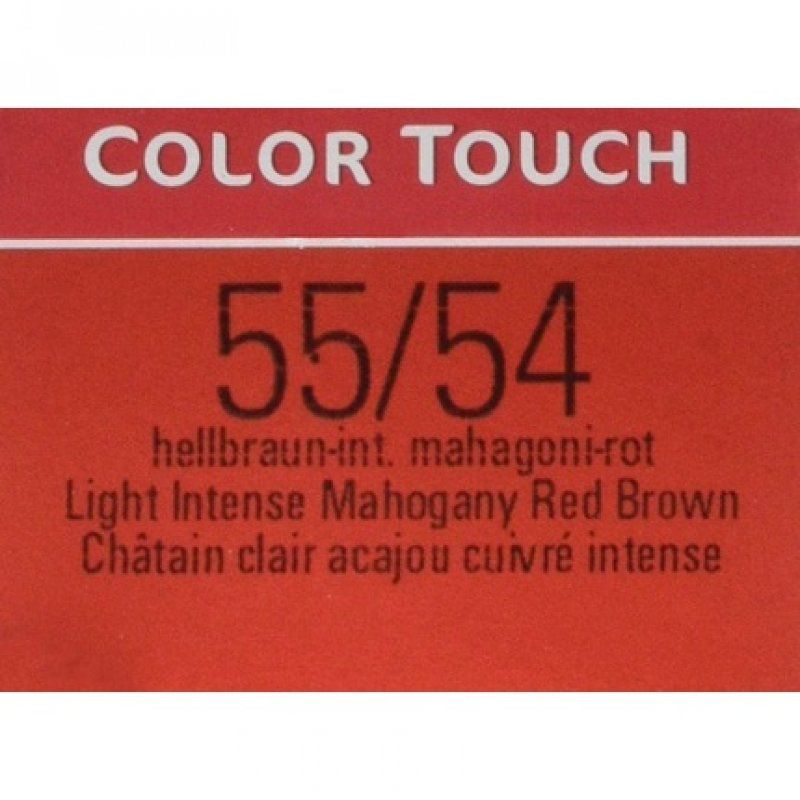 COLOR TOUCH
55/54
hellbraun-int. mahagoni-rot
Light Intense Mahogany Red Brown
Châtain clair acajou cuivré intense